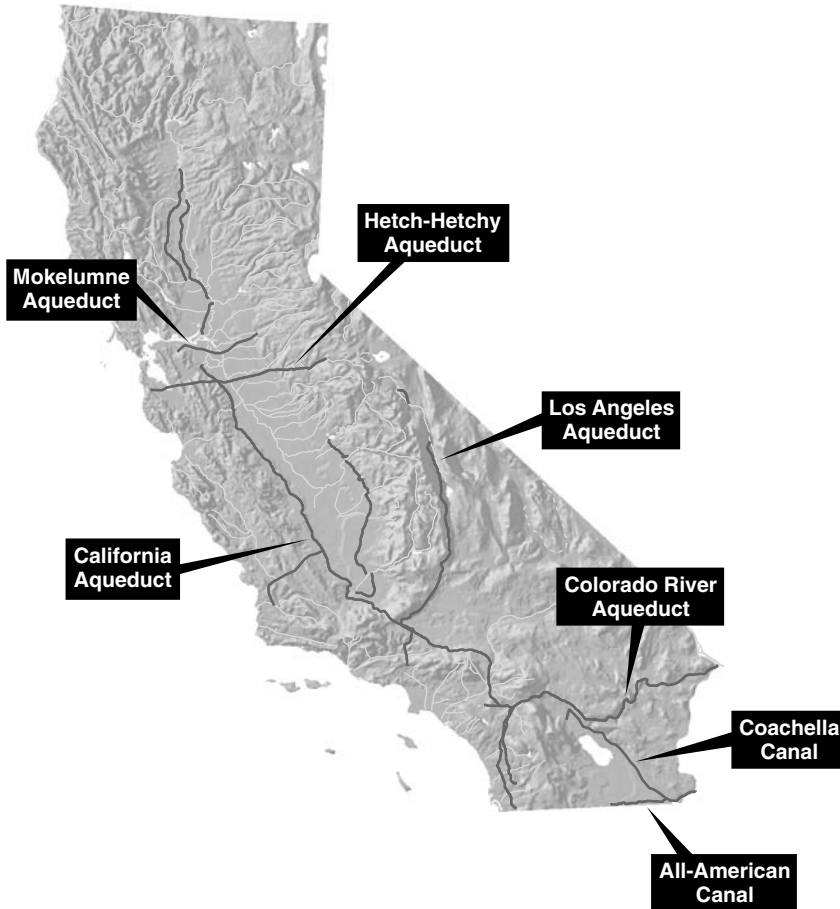 Hetch-Hetchy
Aqueduct
Mokelumne
Aqueduct
Los Angeles
Aqueduct
California
Aqueduct
Colorado River
Aqueduct
Coachella
Canal
All-American
Canal